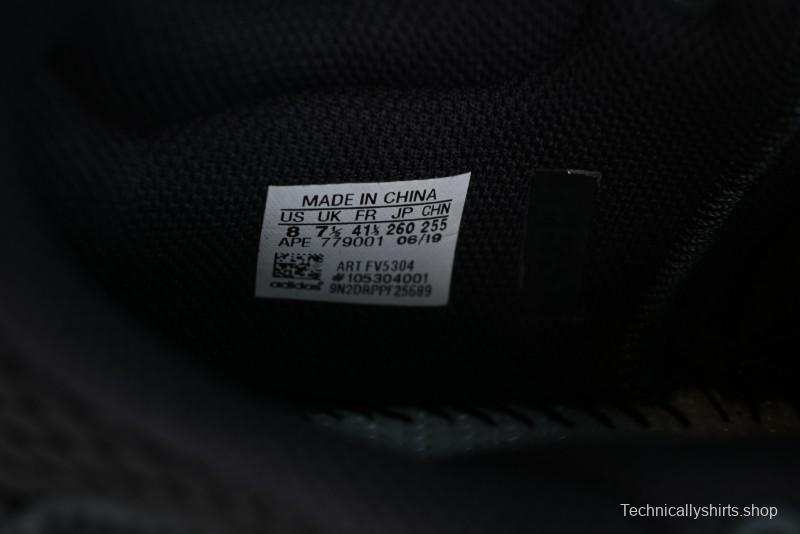 MADE IN CHINA
US UK FR JP CHN
8 7½ 41⅓ 260 255
APE 779001 06/19
ART FV5304
#105304001
adidas 9N2DRPPF25689
Technicallyshirts.shop